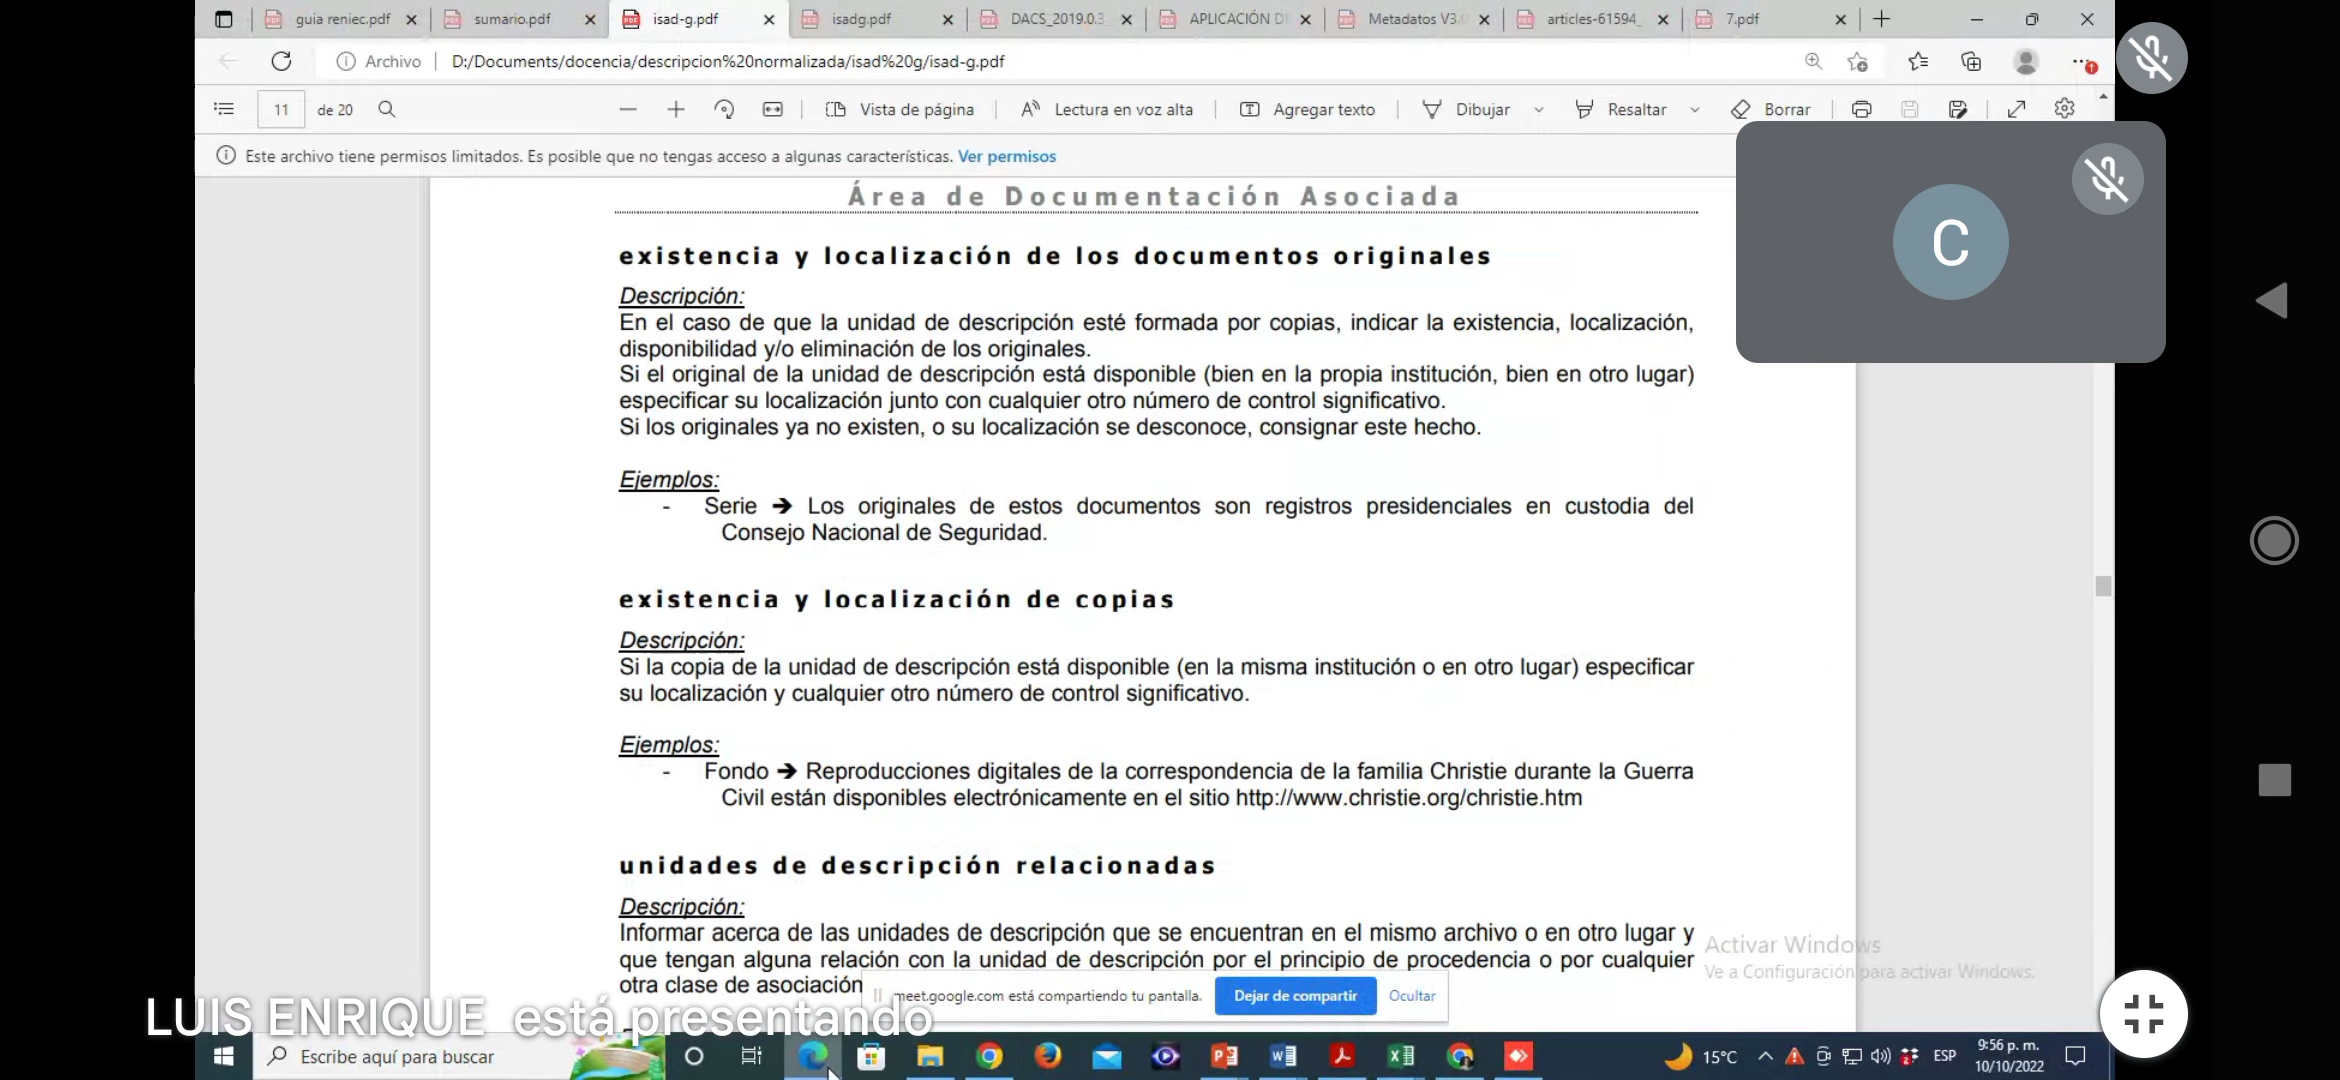 guia reniec.pdf
sumario.pdf
isad-g.pdf
isadg.pdf
DACS_2019.0.3
APLICACIÓN D
Metadatos V3.0
articles-61594_
7.pdf
Archivo
D:/Documents/docencia/descripcion%20normalizada/isad%20g/isad-g.pdf
11 de 20
Vista de página
Lectura en voz alta
Agregar texto
Dibujar
Resaltar
Borrar
Este archivo tiene permisos limitados. Es posible que no tengas acceso a algunas características. Ver permisos
C
Área de Documentación Asociada
existencia y localización de los documentos originales
Descripción:
En el caso de que la unidad de descripción esté formada por copias, indicar la existencia, localización,
disponibilidad y/o eliminación de los originales.
Si el original de la unidad de descripción está disponible (bien en la propia institución, bien en otro lugar)
especificar su localización junto con cualquier otro número de control significativo.
Si los originales ya no existen, o su localización se desconoce, consignar este hecho.
Ejemplos:
- Serie ➔ Los originales de estos documentos son registros presidenciales en custodia del
Consejo Nacional de Seguridad.
existencia y localización de copias
Descripción:
Si la copia de la unidad de descripción está disponible (en la misma institución o en otro lugar) especificar
su localización y cualquier otro número de control significativo.
Ejemplos:
- Fondo ➔ Reproducciones digitales de la correspondencia de la familia Christie durante la Guerra
Civil están disponibles electrónicamente en el sitio http://www.christie.org/christie.htm
unidades de descripción relacionadas
Descripción:
Informar acerca de las unidades de descripción que se encuentran en el mismo archivo o en otro lugar y
que tengan alguna relación con la unidad de descripción por el principio de procedencia o por cualquier
otra clase de asociación
Activar Windows
Ve a Configuración para activar Windows.
meet.google.com está compartiendo tu pantalla.
Dejar de compartir
Ocultar
LUIS ENRIQUE está presentando
Escribe aquí para buscar
15°C
ESP
9:56 p. m.
10/10/2022